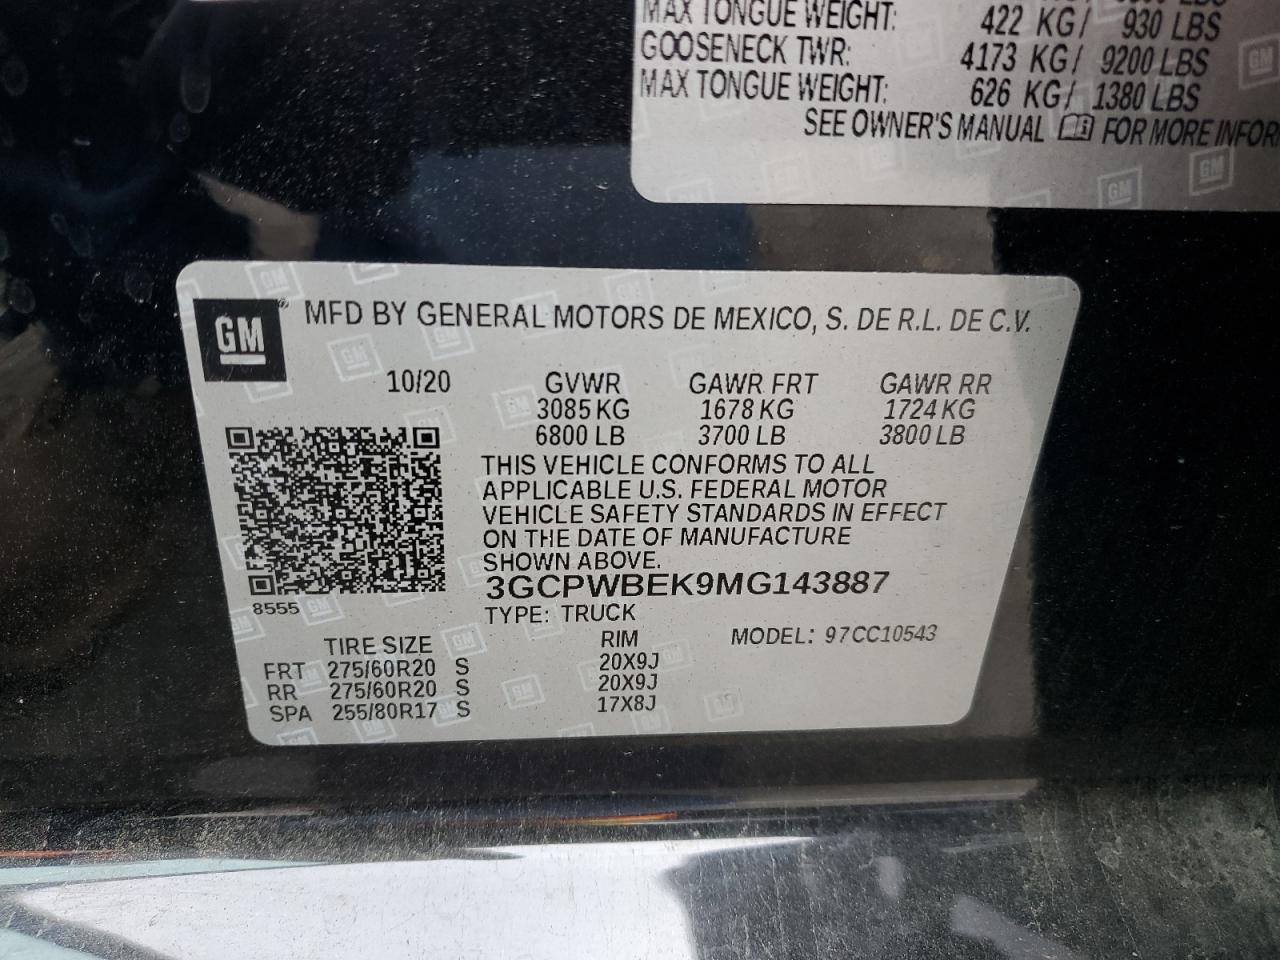 MAX TONGUE WEIGHT: 422 KG/ 930 LBS
GOOSENECK TWR: 4173 KG/ 9200 LBS
MAX TONGUE WEIGHT: 626 KG/ 1380 LBS
SEE OWNER'S MANUAL FOR MORE INFOR
GM
MFD BY GENERAL MOTORS DE MEXICO, S. DE R.L. DE C.V.
10/20 GVWR GAWR FRT GAWR RR
3085 KG 1678 KG 1724 KG
6800 LB 3700 LB 3800 LB
THIS VEHICLE CONFORMS TO ALL
APPLICABLE U.S. FEDERAL MOTOR
VEHICLE SAFETY STANDARDS IN EFFECT
ON THE DATE OF MANUFACTURE
SHOWN ABOVE.
3GCPWBEK9MG143887
8555
TYPE: TRUCK
TIRE SIZE RIM MODEL: 97CC10543
FRT 275/60R20 S 20X9J
RR 275/60R20 S 20X9J
SPA 255/80R17 S 17X8J